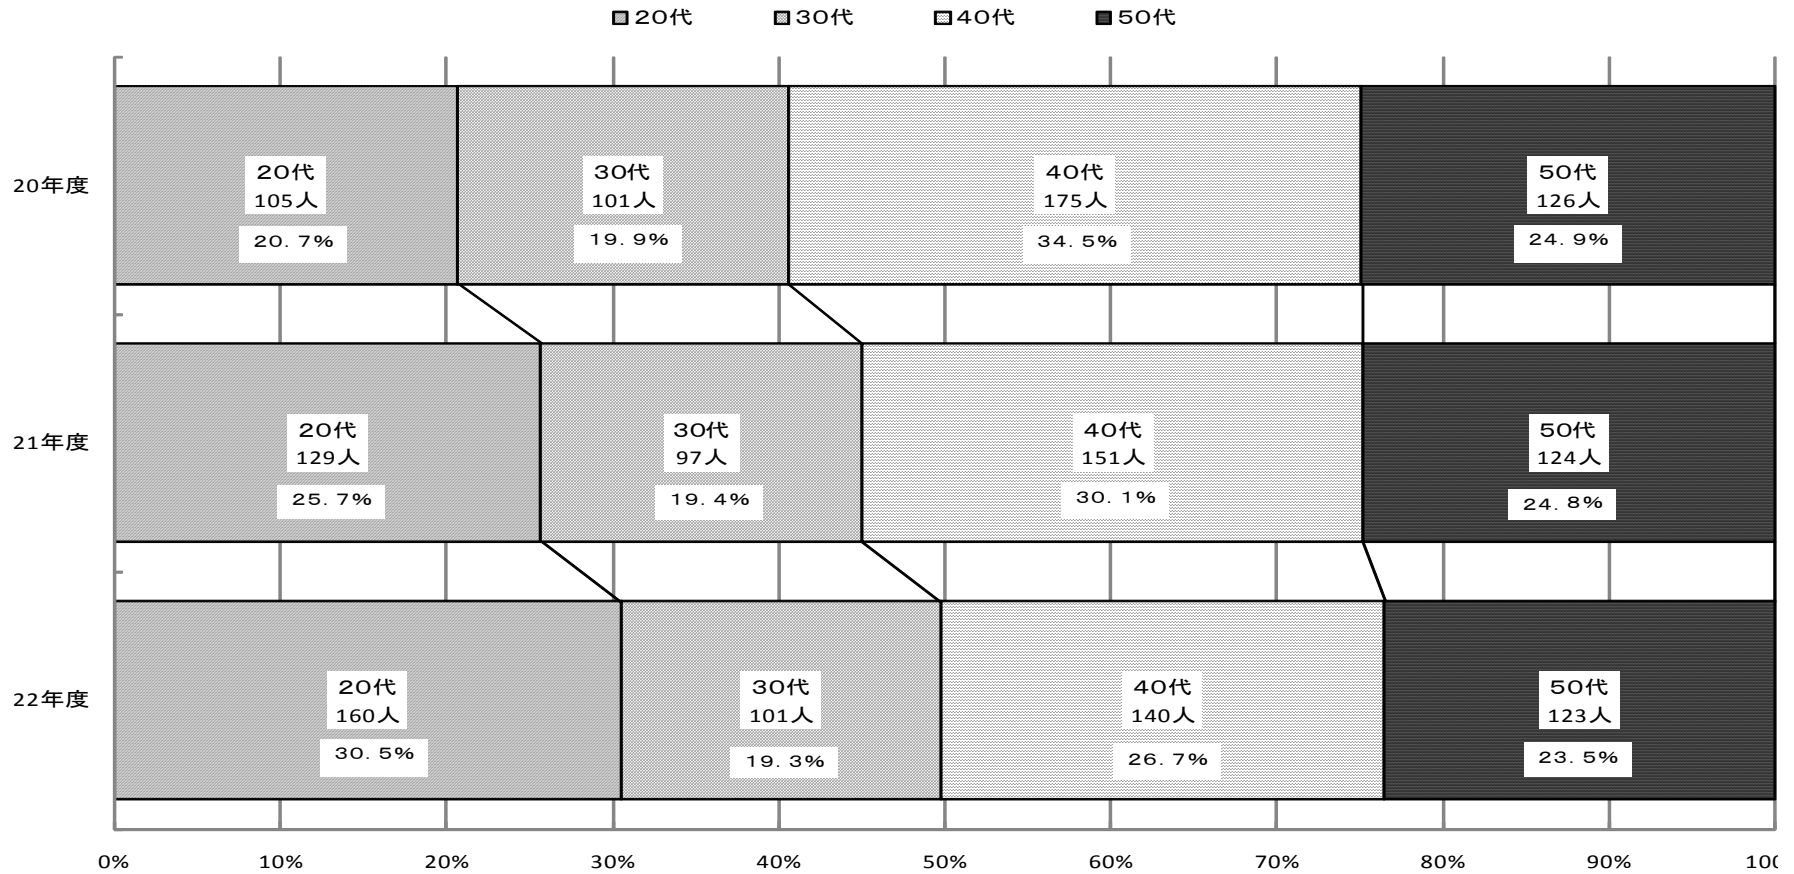 20代 30代 40代 50代
20年度
20代
105人
20.7%
30代
101人
19.9%
40代
175人
34.5%
50代
126人
24.9%
21年度
20代
129人
25.7%
30代
97人
19.4%
40代
151人
30.1%
50代
124人
24.8%
22年度
20代
160人
30.5%
30代
101人
19.3%
40代
140人
26.7%
50代
123人
23.5%
0% 10% 20% 30% 40% 50% 60% 70% 80% 90%